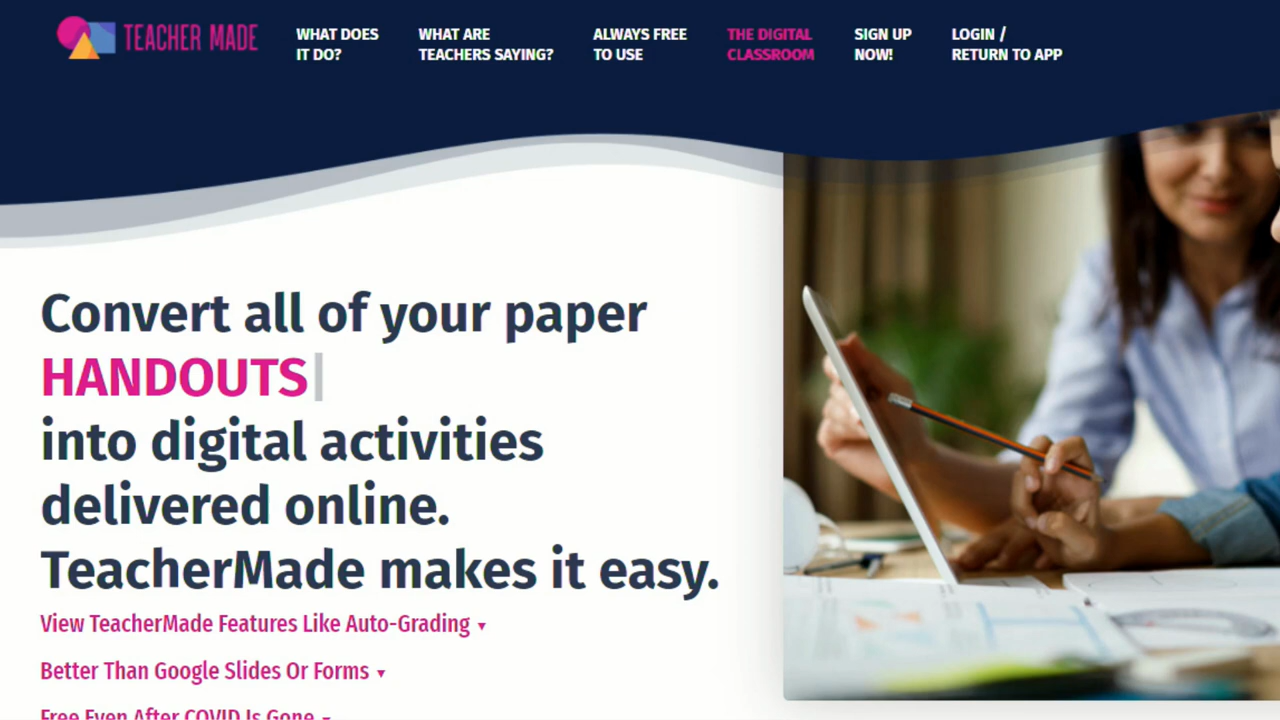 TEACHER MADE
WHAT DOES
IT DO?
WHAT ARE
TEACHERS SAYING?
ALWAYS FREE
TO USE
THE DIGITAL
CLASSROOM
SIGN UP
NOW!
LOGIN /
RETURN TO APP
Convert all of your paper
HANDOUTS
into digital activities
delivered online.
TeacherMade makes it easy.
View TeacherMade Features Like Auto-Grading ▾
Better Than Google Slides Or Forms ▾
Free Even After COVID Is Gone ▾